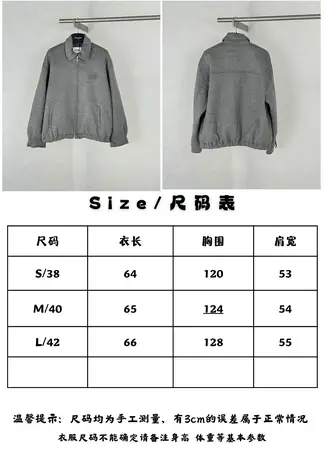 Size/尺码表
尺码 衣长 胸围 肩宽
S/38 64 120 53
M/40 65 124 54
L/42 66 128 55
温馨提示：尺码均为手工测量、有3cm的误差属于正常情况
衣服尺码不能确定请备注身高 体重等基本参数